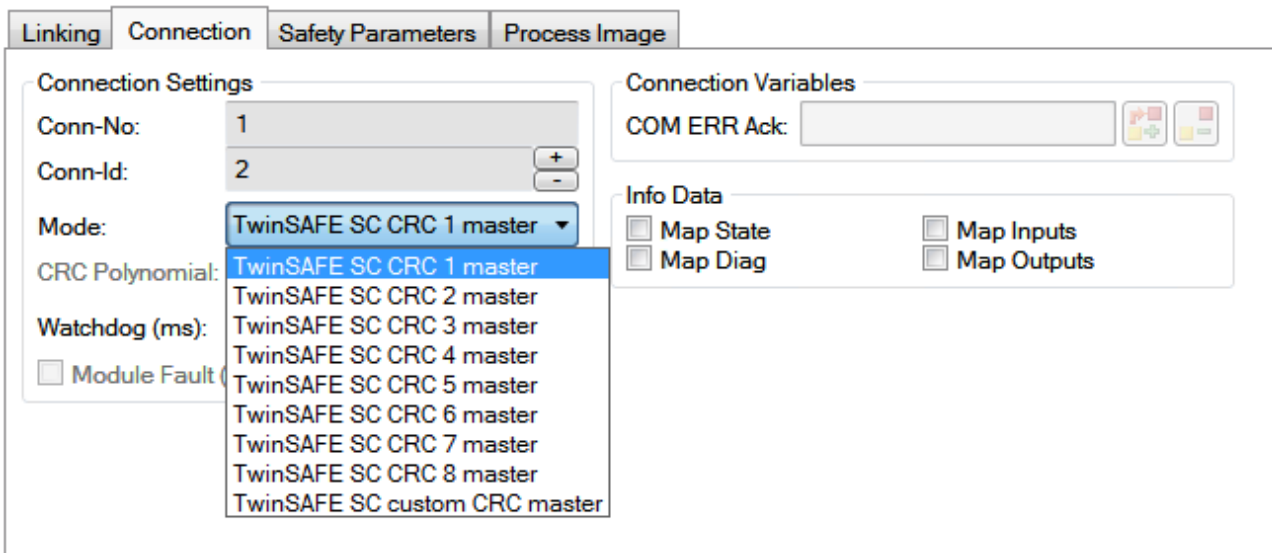 Linking Connection Safety Parameters Process Image
Connection Settings
Conn-No: 1
Conn-Id: 2 + -
Mode: TwinSAFE SC CRC 1 master
CRC Polynomial:
Watchdog (ms):
Module Fault (
TwinSAFE SC CRC 1 master
TwinSAFE SC CRC 2 master
TwinSAFE SC CRC 3 master
TwinSAFE SC CRC 4 master
TwinSAFE SC CRC 5 master
TwinSAFE SC CRC 6 master
TwinSAFE SC CRC 7 master
TwinSAFE SC CRC 8 master
TwinSAFE SC custom CRC master
Connection Variables
COM ERR Ack:
Info Data
Map State Map Inputs
Map Diag Map Outputs